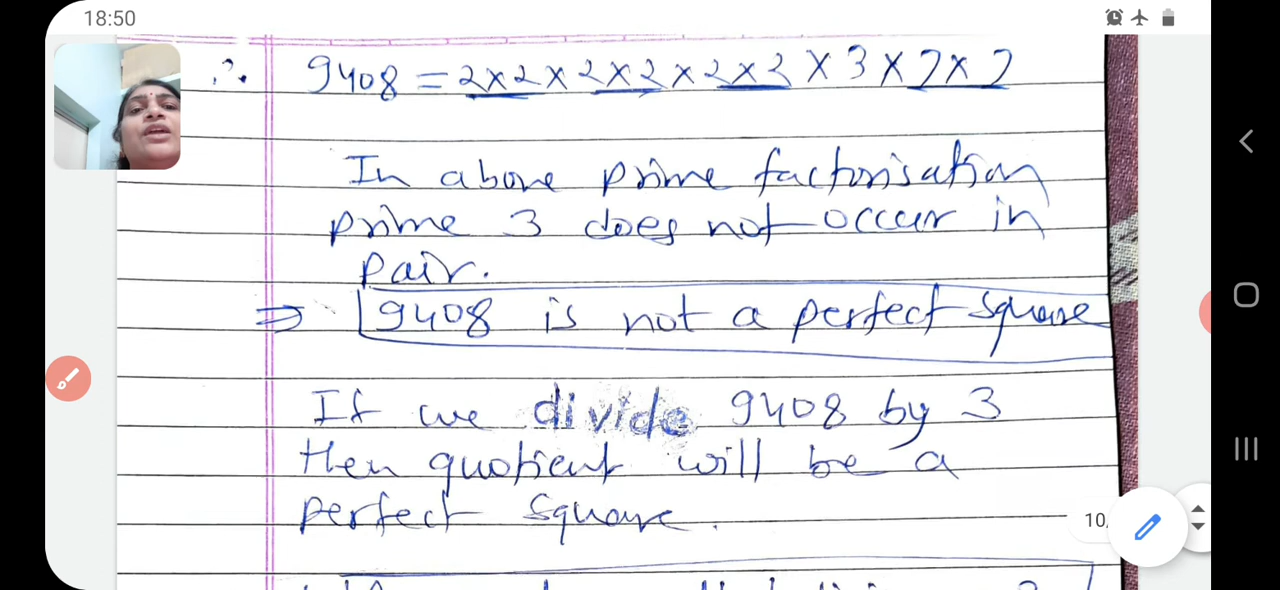 18:50
∴ 9408 = 2×2×2×2×2×2×3×7×7
In above prime factorisation
prime 3 does not occur in
pair.
⇒ 9408 is not a perfect square
If we divide 9408 by 3
then quotient will be a
perfect square.
10